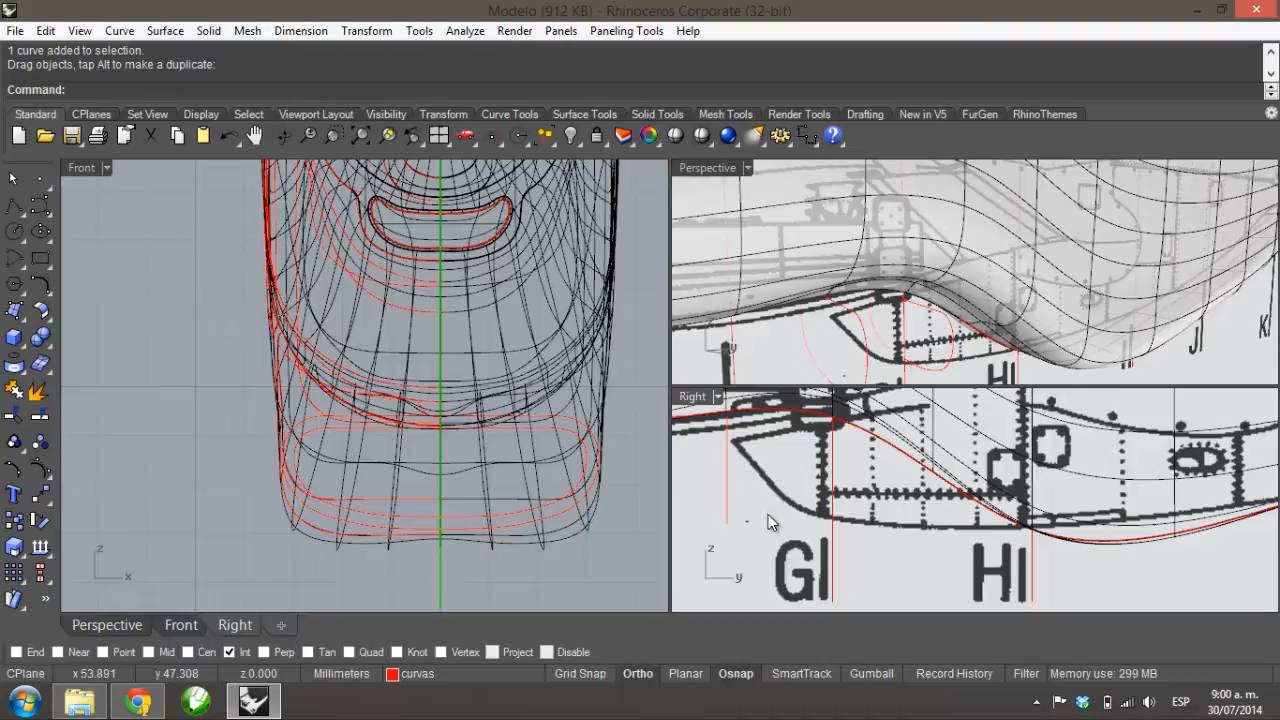 Modelo (912 KB) - Rhinoceros Corporate (32-bit)
File Edit View Curve Surface Solid Mesh Dimension Transform Tools Analyze Render Panels Paneling Tools Help
1 curve added to selection.
Drag objects, tap Alt to make a duplicate:
Command:
Standard CPlanes Set View Display Select Viewport Layout Visibility Transform Curve Tools Surface Tools Solid Tools Mesh Tools Render Tools Drafting New in V5 FurGen RhinoThemes
Front
Perspective
y
KI
JI
HI
Right
GI HI
z
x
z
y
Perspective Front Right
End Near Point Mid Cen Int Perp Tan Quad Knot Vertex Project Disable
CPlane x 53.891 y 47.308 z 0.000 Millimeters curvas Grid Snap Ortho Planar Osnap SmartTrack Gumball Record History Filter Memory use: 299 MB
ESP
9:00 a. m.
30/07/2014